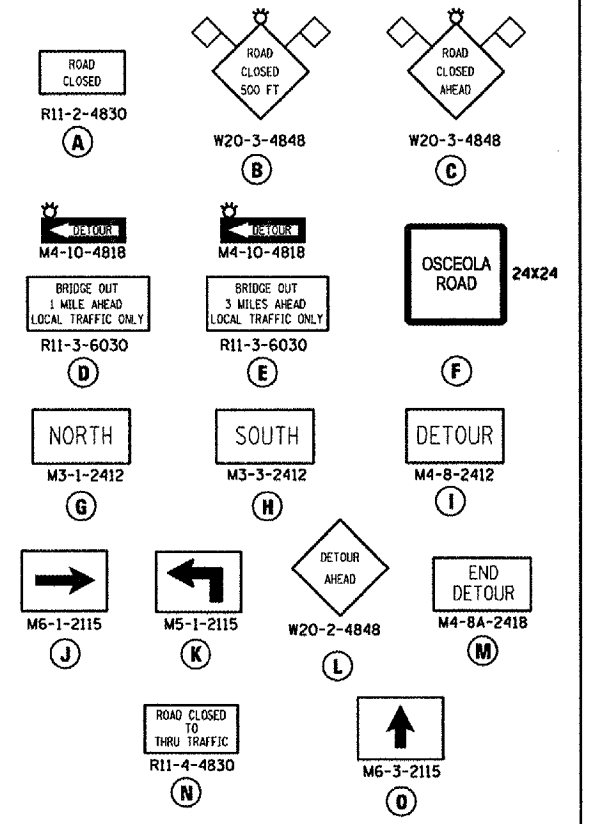 ROAD
CLOSED
R11-2-4830
A
ROAD
CLOSED
500 FT
W20-3-4848
B
ROAD
CLOSED
AHEAD
W20-3-4848
C
DETOUR
M4-10-4818
BRIDGE OUT
1 MILE AHEAD
LOCAL TRAFFIC ONLY
R11-3-6030
D
DETOUR
M4-10-4818
BRIDGE OUT
3 MILES AHEAD
LOCAL TRAFFIC ONLY
R11-3-6030
E
OSCEOLA
ROAD
24X24
F
NORTH
M3-1-2412
G
SOUTH
M3-3-2412
H
DETOUR
M4-8-2412
I
M6-1-2115
J
M5-1-2115
K
DETOUR
AHEAD
W20-2-4848
L
END
DETOUR
M4-8A-2418
M
ROAD CLOSED
TO
THRU TRAFFIC
R11-4-4830
N
M6-3-2115
O